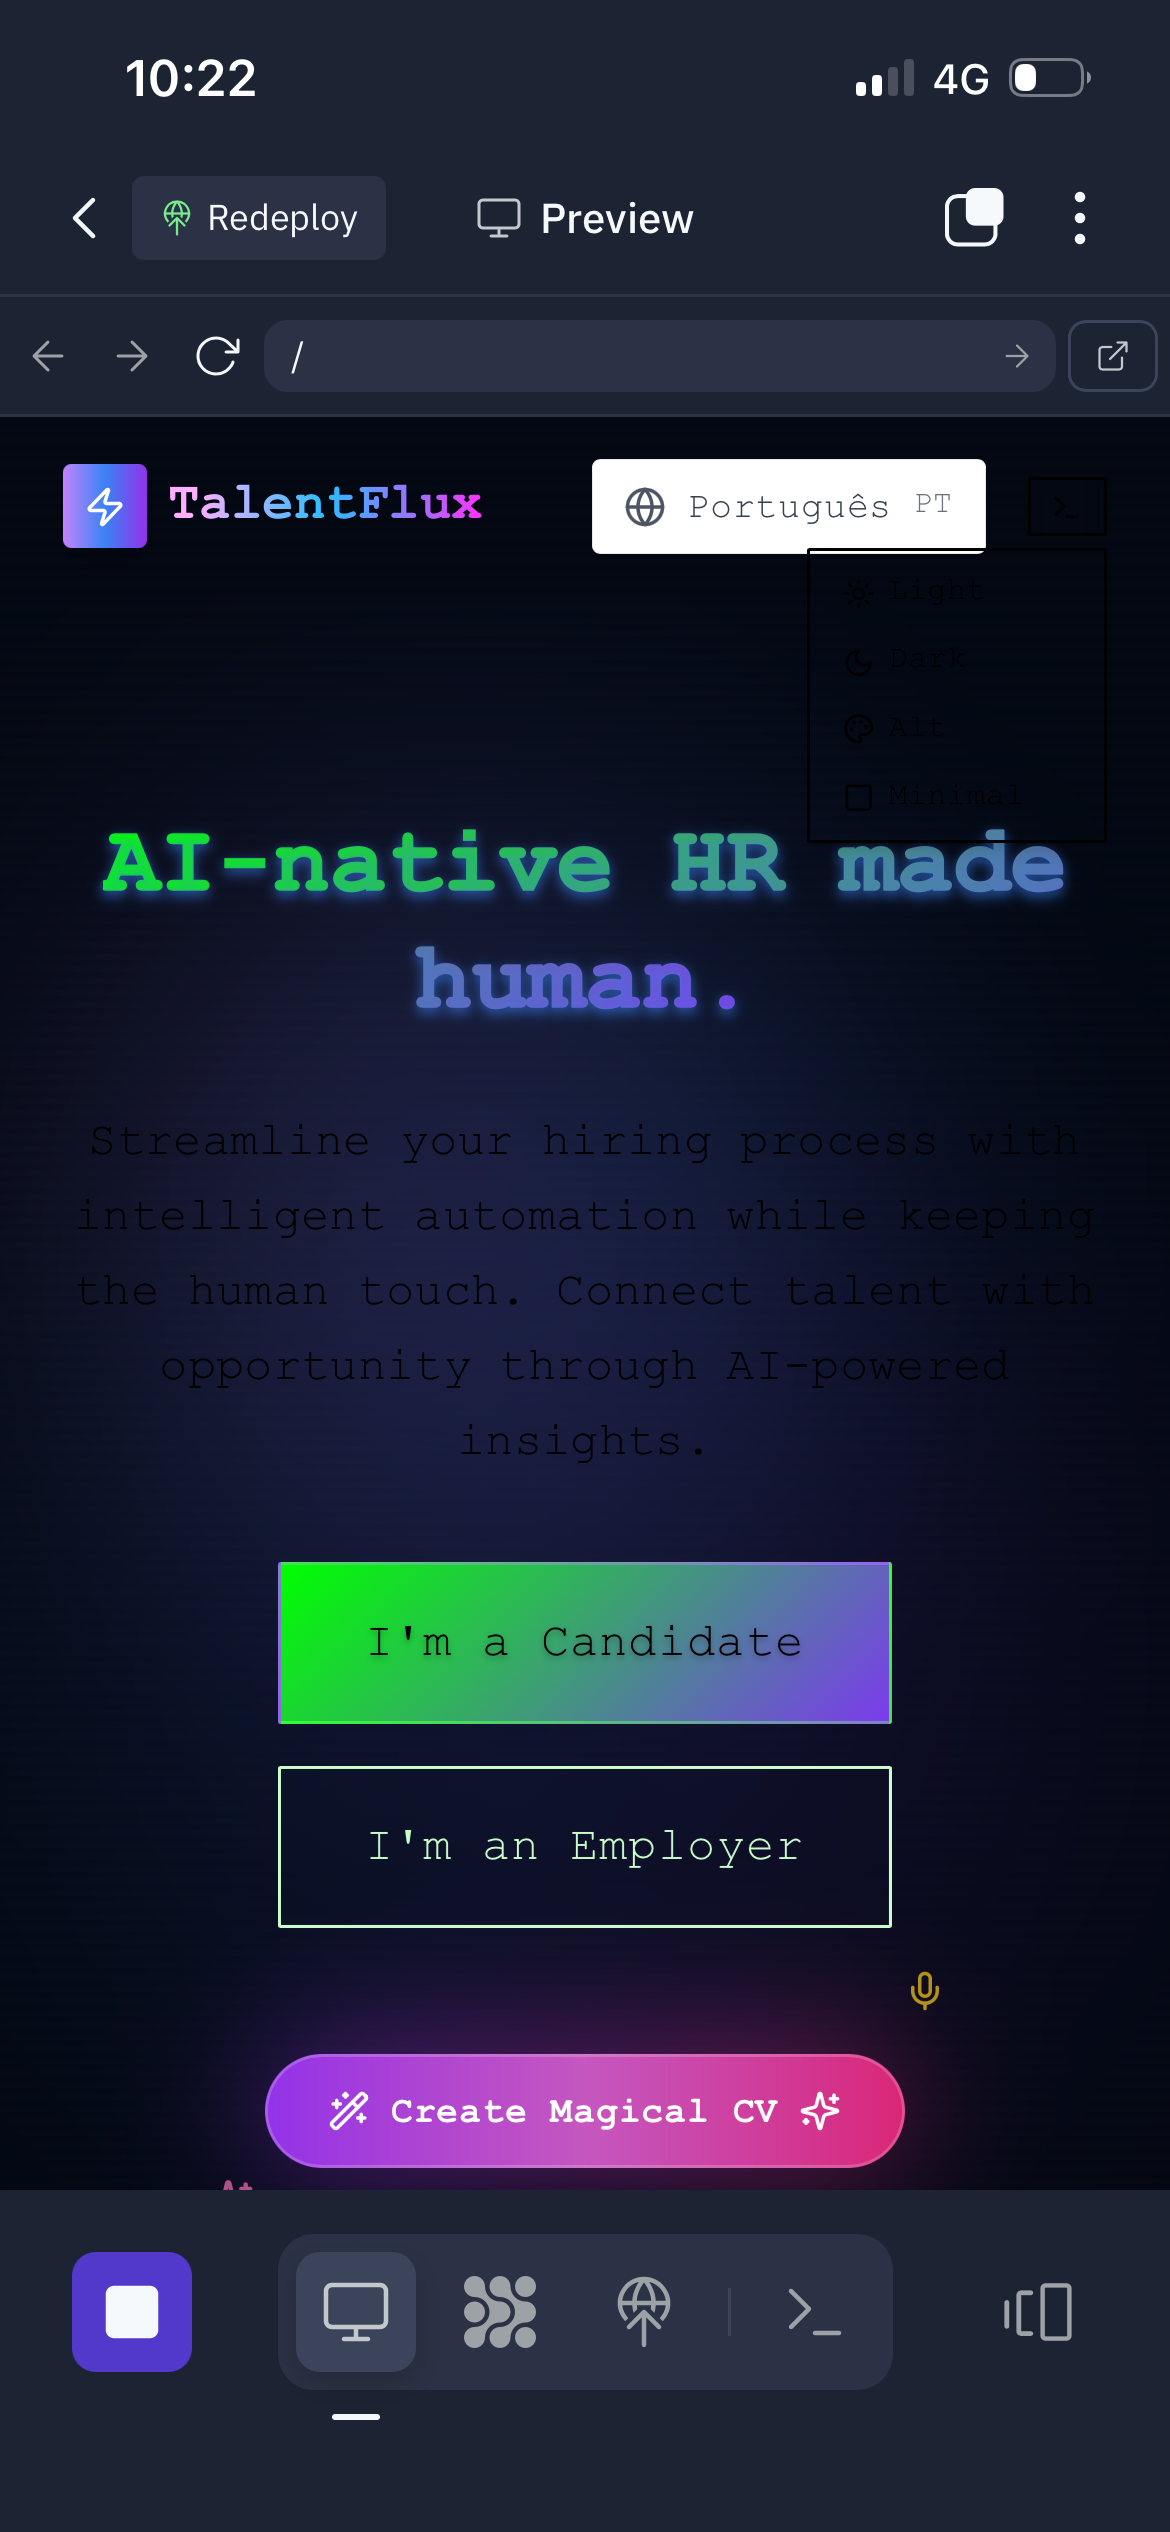 10:22
4G
Redeploy
Preview
/
TalentFlux
Português PT
Light
Dark
Alt
Minimal
AI-native HR made
human.
Streamline your hiring process with
intelligent automation while keeping
the human touch. Connect talent with
opportunity through AI-powered
insights.
I'm a Candidate
I'm an Employer
Create Magical CV